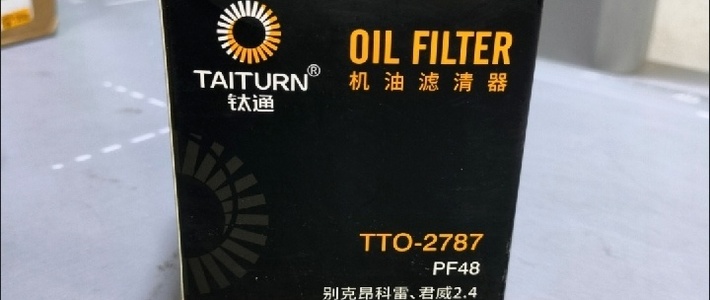 OIL FILTER
TAITURN®
机油滤清器
钛通
TTO-2787
PF48
别克昂科雷、君威2.4